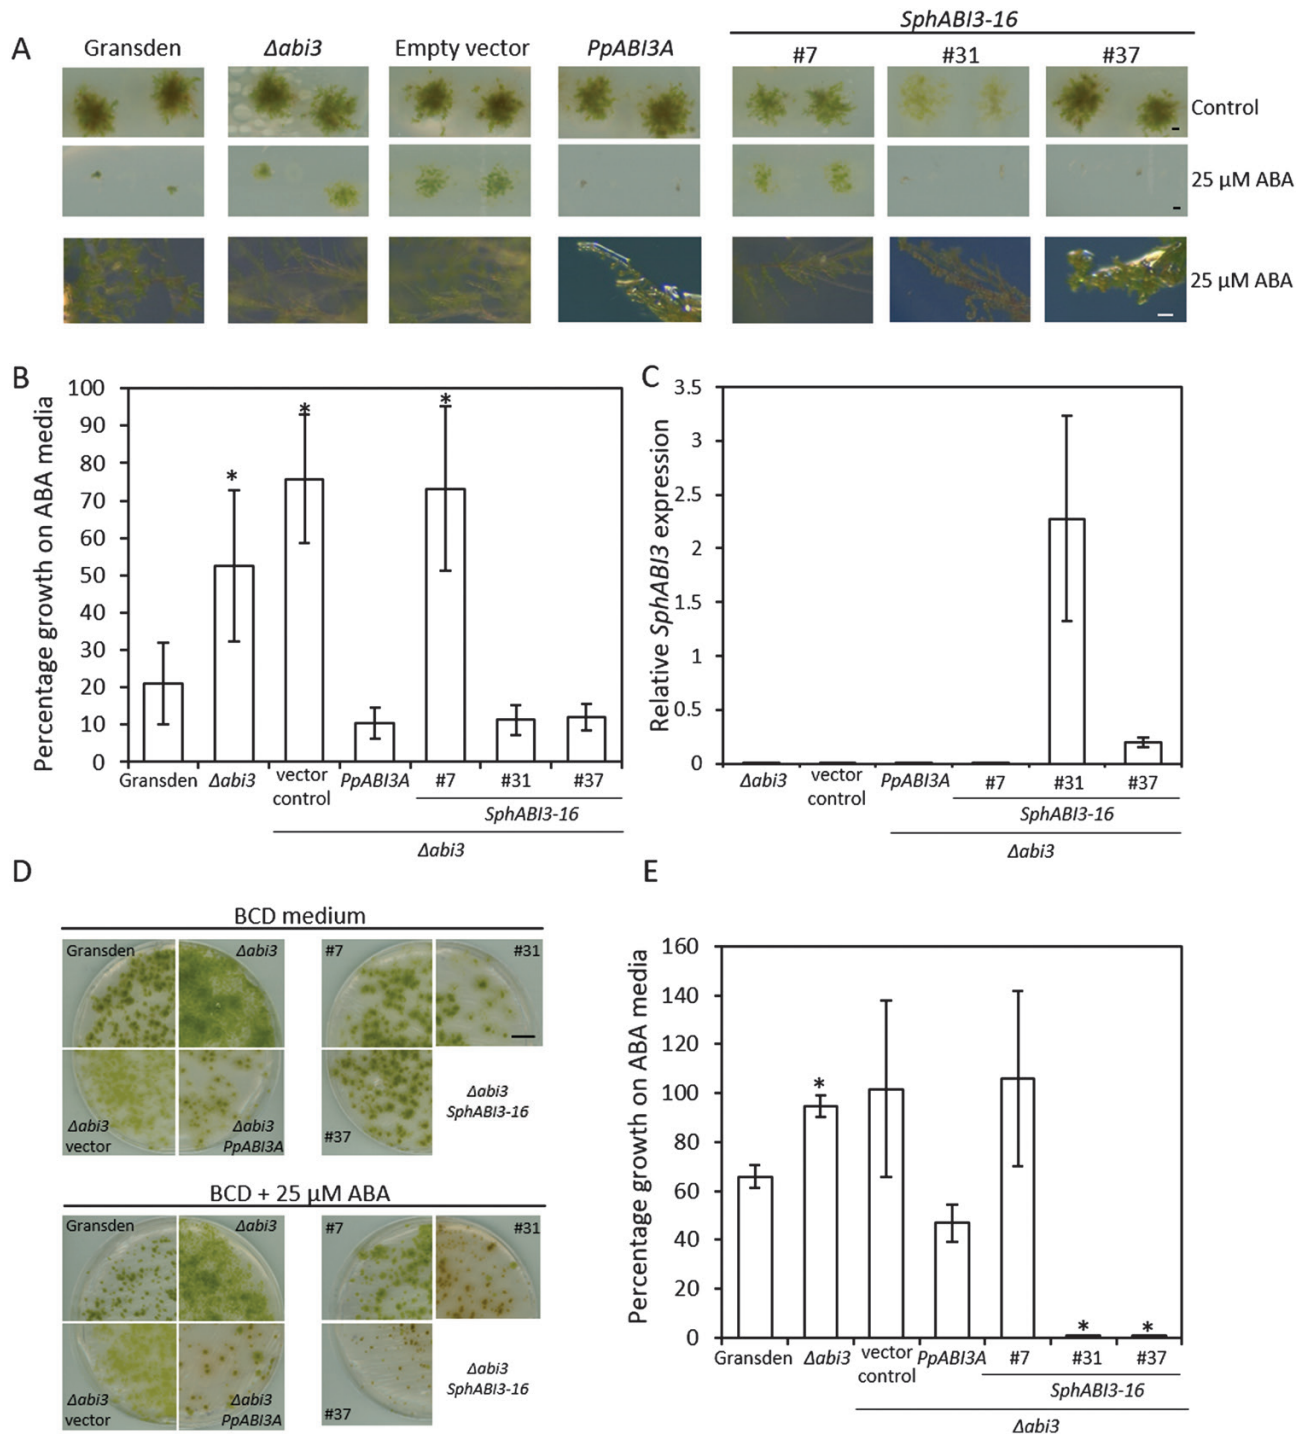 A
Gransden
Δabi3
Empty vector
PpABI3A
SphABI3-16
#7
#31
#37
Control
25 µM ABA
25 µM ABA
B
Percentage growth on ABA media
100
90
80
70
60
50
40
30
20
10
0
*
*
*
Gransden
Δabi3
vector
control
PpABI3A
#7
#31
#37
SphABI3-16
Δabi3
C
Relative SphABI3 expression
3.5
3
2.5
2
1.5
1
0.5
0
Δabi3
vector
control
PpABI3A
#7
#31
#37
SphABI3-16
Δabi3
D
BCD medium
Gransden
Δabi3
Δabi3
vector
Δabi3
PpABI3A
#7
#31
#37
Δabi3
SphABI3-16
BCD + 25 µM ABA
Gransden
Δabi3
Δabi3
vector
Δabi3
PpABI3A
#7
#31
#37
Δabi3
SphABI3-16
E
Percentage growth on ABA media
160
140
120
100
80
60
40
20
0
*
*
*
Gransden
Δabi3
vector
control
PpABI3A
#7
#31
#37
SphABI3-16
Δabi3